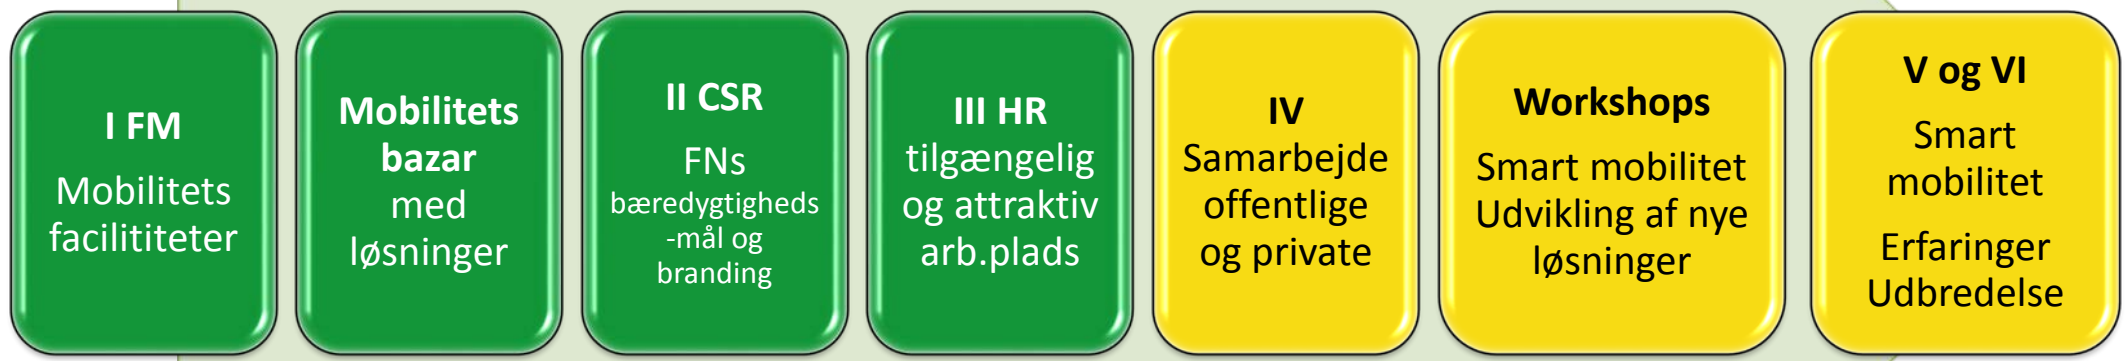 I FM
Mobilitets
facilititeter
Mobilitets
bazar
med
løsninger
II CSR
FNs
bæredygtigheds
-mål og
branding
III HR
tilgængelig
og attraktiv
arb.plads
IV
Samarbejde
offentlige
og private
Workshops
Smart mobilitet
Udvikling af nye
løsninger
V og VI
Smart
mobilitet
Erfaringer
Udbredelse